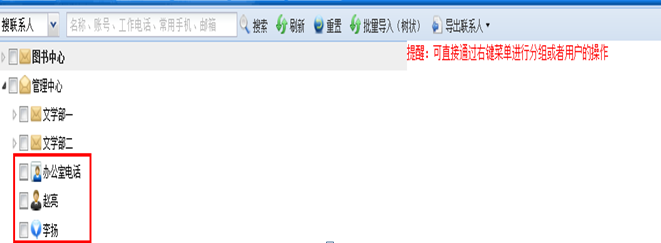 搜联系人 名称、账号、工作电话、常用手机、邮箱 搜索 刷新 重置 批量导入（树状） 导出联系人
图书中心
提醒：可直接通过右键菜单进行分组或者用户的操作
管理中心
文学部一
文学部二
办公室电话
赵亮
李扬